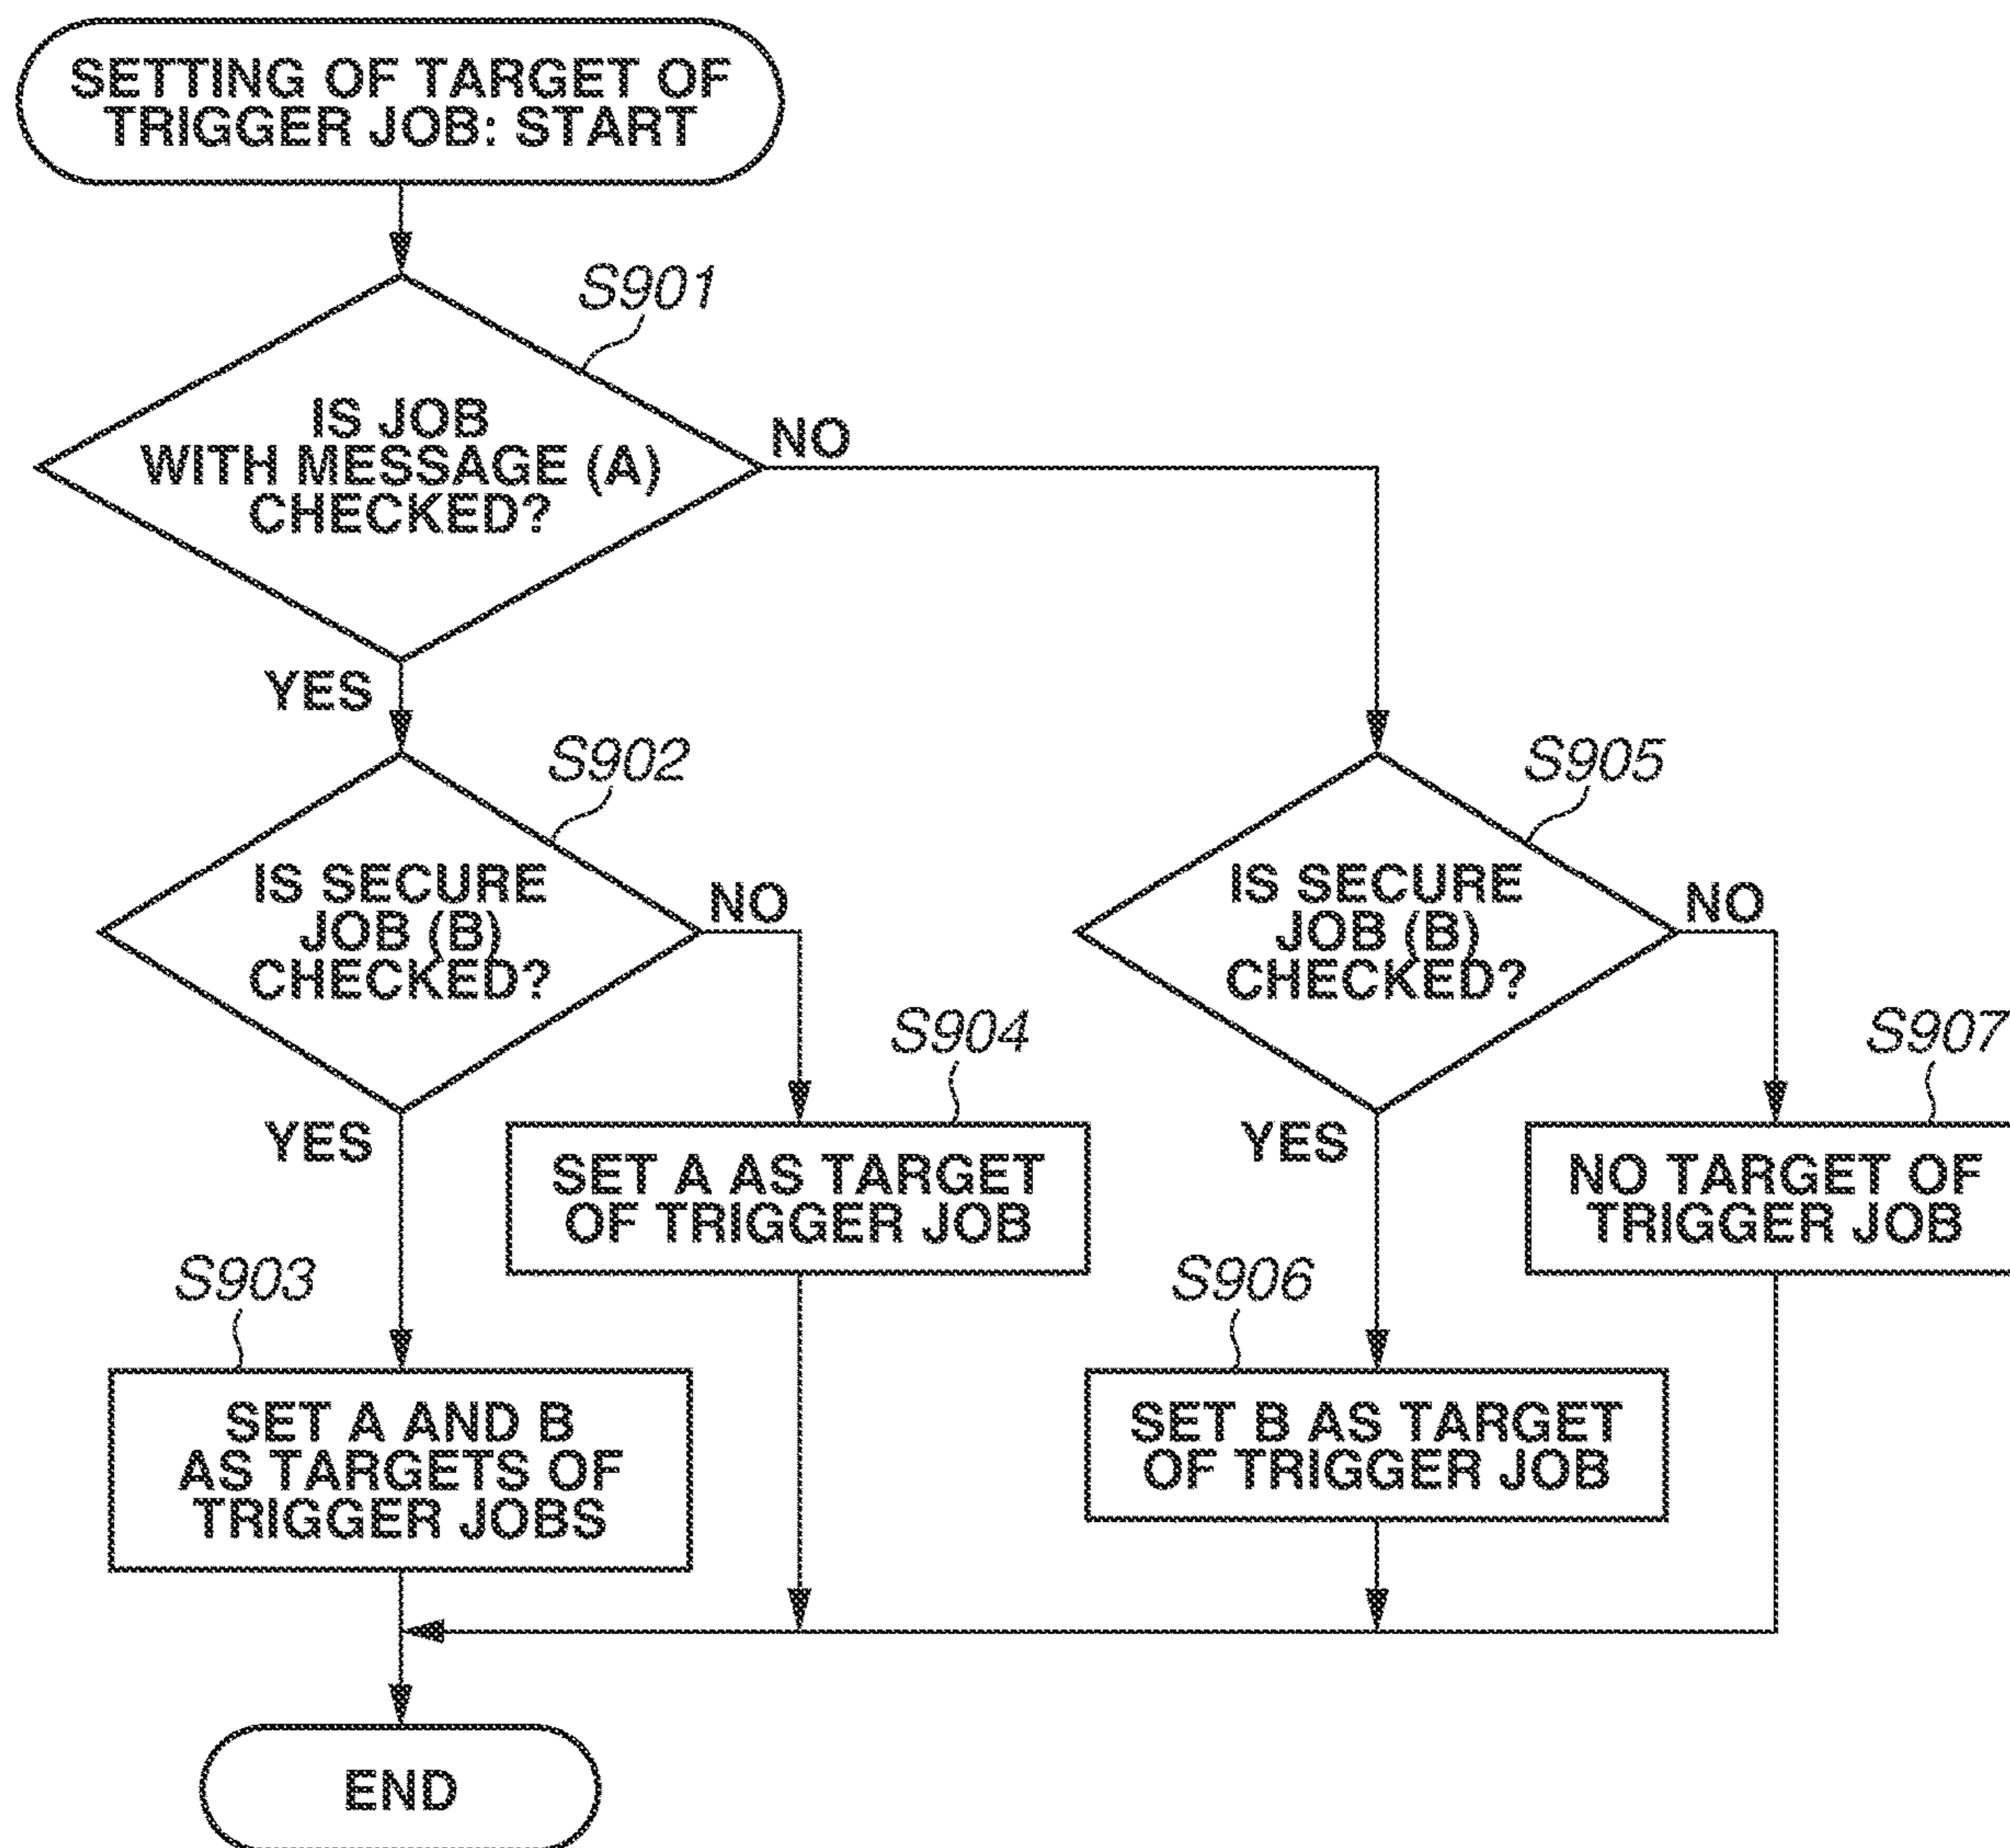 SETTING OF TARGET OF
TRIGGER JOB: START
S901
IS JOB
WITH MESSAGE (A)
CHECKED?
NO
YES
S902
IS SECURE
JOB (B)
CHECKED?
NO
YES
S905
IS SECURE
JOB (B)
CHECKED?
NO
YES
S904
SET A AS TARGET
OF TRIGGER JOB
S907
NO TARGET OF
TRIGGER JOB
S903
SET A AND B
AS TARGETS OF
TRIGGER JOBS
S906
SET B AS TARGET
OF TRIGGER JOB
END